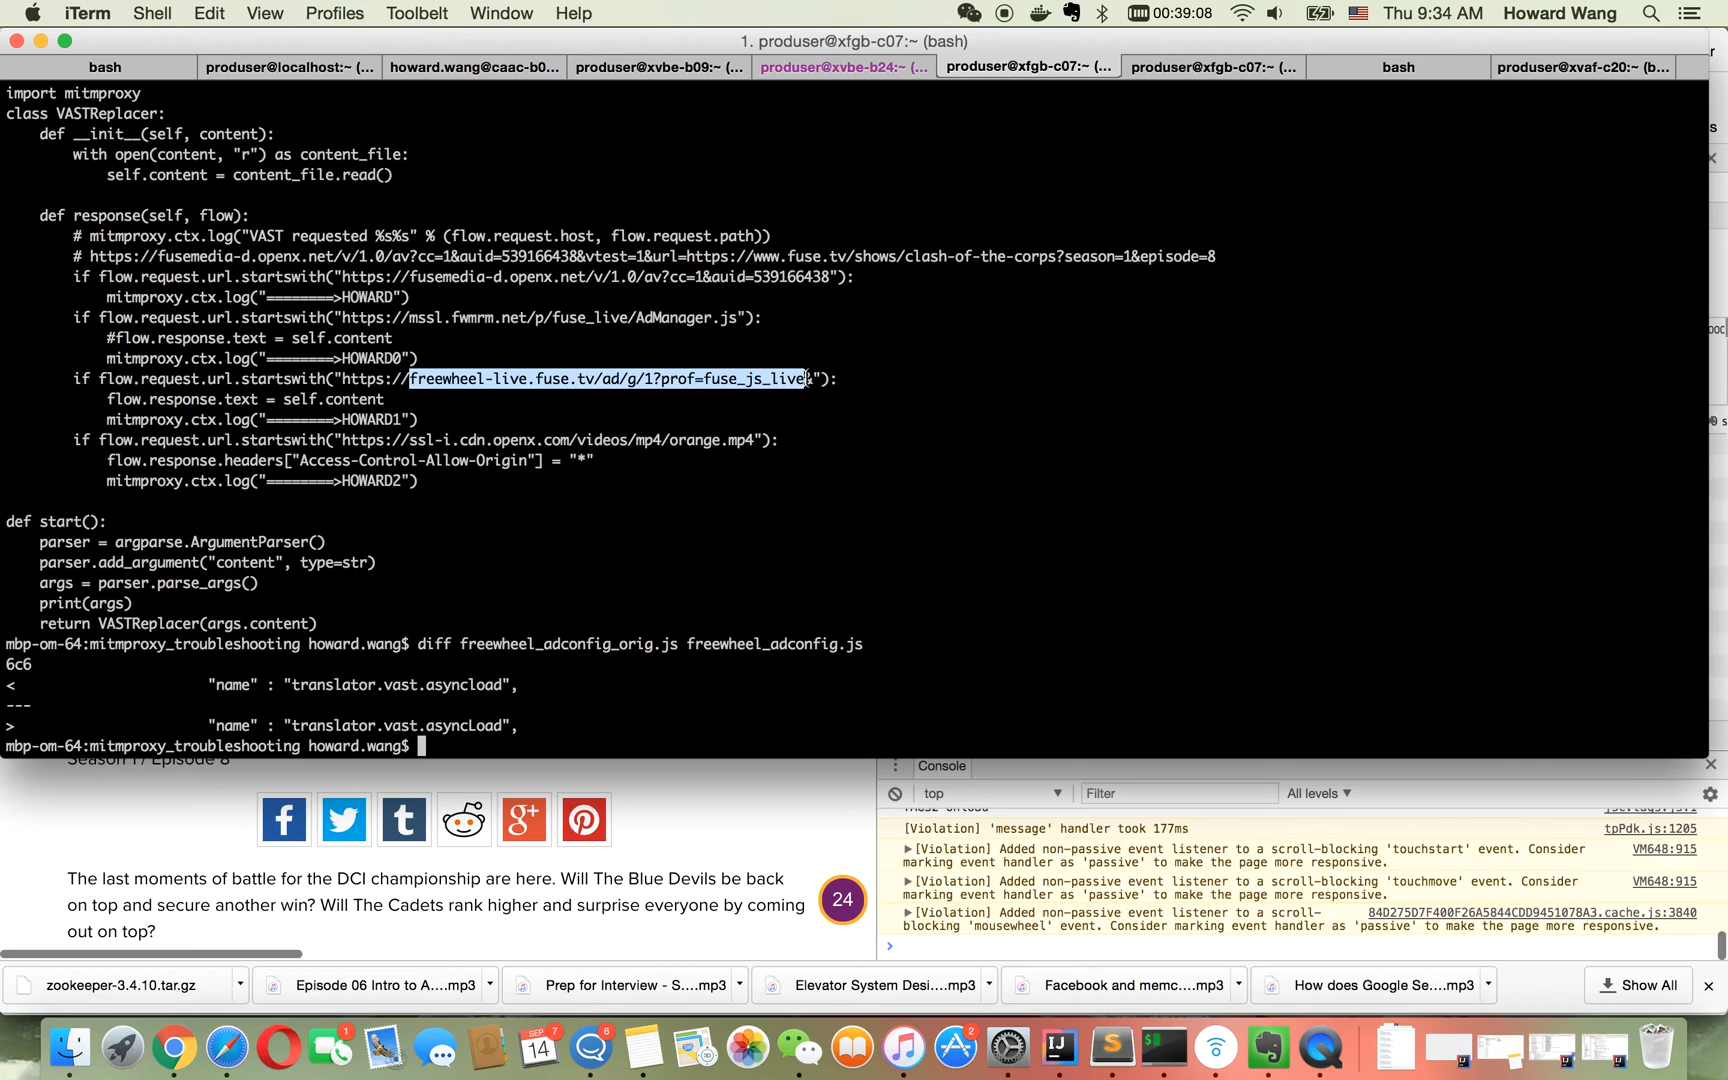 iTerm Shell Edit View Profiles Toolbelt Window Help 00:39:08 Thu 9:34 AM Howard Wang
1. produser@xfgb-c07:~ (bash)
bash produser@localhost:~ (... howard.wang@caac-b0... produser@xvbe-b09:~ (... produser@xvbe-b24:~ (... produser@xfgb-c07:~ (... produser@xfgb-c07:~ (... bash produser@xvaf-c20:~ (b...
import mitmproxy
class VASTReplacer:
    def __init__(self, content):
        with open(content, "r") as content_file:
            self.content = content_file.read()
    def response(self, flow):
        # mitmproxy.ctx.log("VAST requested %s%s" % (flow.request.host, flow.request.path))
        # https://fusemedia-d.openx.net/v/1.0/av?cc=1&auid=539166438&vtest=1&url=https://www.fuse.tv/shows/clash-of-the-corps?season=1&episode=8
        if flow.request.url.startswith("https://fusemedia-d.openx.net/v/1.0/av?cc=1&auid=539166438"):
            mitmproxy.ctx.log("========>HOWARD")
        if flow.request.url.startswith("https://mssl.fwmrm.net/p/fuse_live/AdManager.js"):
            #flow.response.text = self.content
            mitmproxy.ctx.log("========>HOWARD0")
        if flow.request.url.startswith("https://freewheel-live.fuse.tv/ad/g/1?prof=fuse_js_live&"):
            flow.response.text = self.content
            mitmproxy.ctx.log("========>HOWARD1")
        if flow.request.url.startswith("https://ssl-i.cdn.openx.com/videos/mp4/orange.mp4"):
            flow.response.headers["Access-Control-Allow-Origin"] = "*"
            mitmproxy.ctx.log("========>HOWARD2")
def start():
    parser = argparse.ArgumentParser()
    parser.add_argument("content", type=str)
    args = parser.parse_args()
    print(args)
    return VASTReplacer(args.content)
mbp-om-64:mitmproxy_troubleshooting howard.wang$ diff freewheel_adconfig_orig.js freewheel_adconfig.js
6c6
<                       "name" : "translator.vast.asyncload",
---
>                       "name" : "translator.vast.asyncLoad",
mbp-om-64:mitmproxy_troubleshooting howard.wang$
Season 1 / Episode 8
Console
top Filter All levels
[Violation] 'message' handler took 177ms tpPdk.js:1205
[Violation] Added non-passive event listener to a scroll-blocking 'touchstart' event. Consider VM648:915
marking event handler as 'passive' to make the page more responsive.
[Violation] Added non-passive event listener to a scroll-blocking 'touchmove' event. Consider VM648:915
marking event handler as 'passive' to make the page more responsive.
[Violation] Added non-passive event listener to a scroll- 84D275D7F400F26A5844CDD9451078A3.cache.js:3840
blocking 'mousewheel' event. Consider marking event handler as 'passive' to make the page more responsive.
The last moments of battle for the DCI championship are here. Will The Blue Devils be back
on top and secure another win? Will The Cadets rank higher and surprise everyone by coming
out on top?
24
zookeeper-3.4.10.tar.gz Episode 06 Intro to A....mp3 Prep for Interview - S....mp3 Elevator System Desi....mp3 Facebook and memc....mp3 How does Google Se....mp3 Show All
1 SEP 14 7 6 2